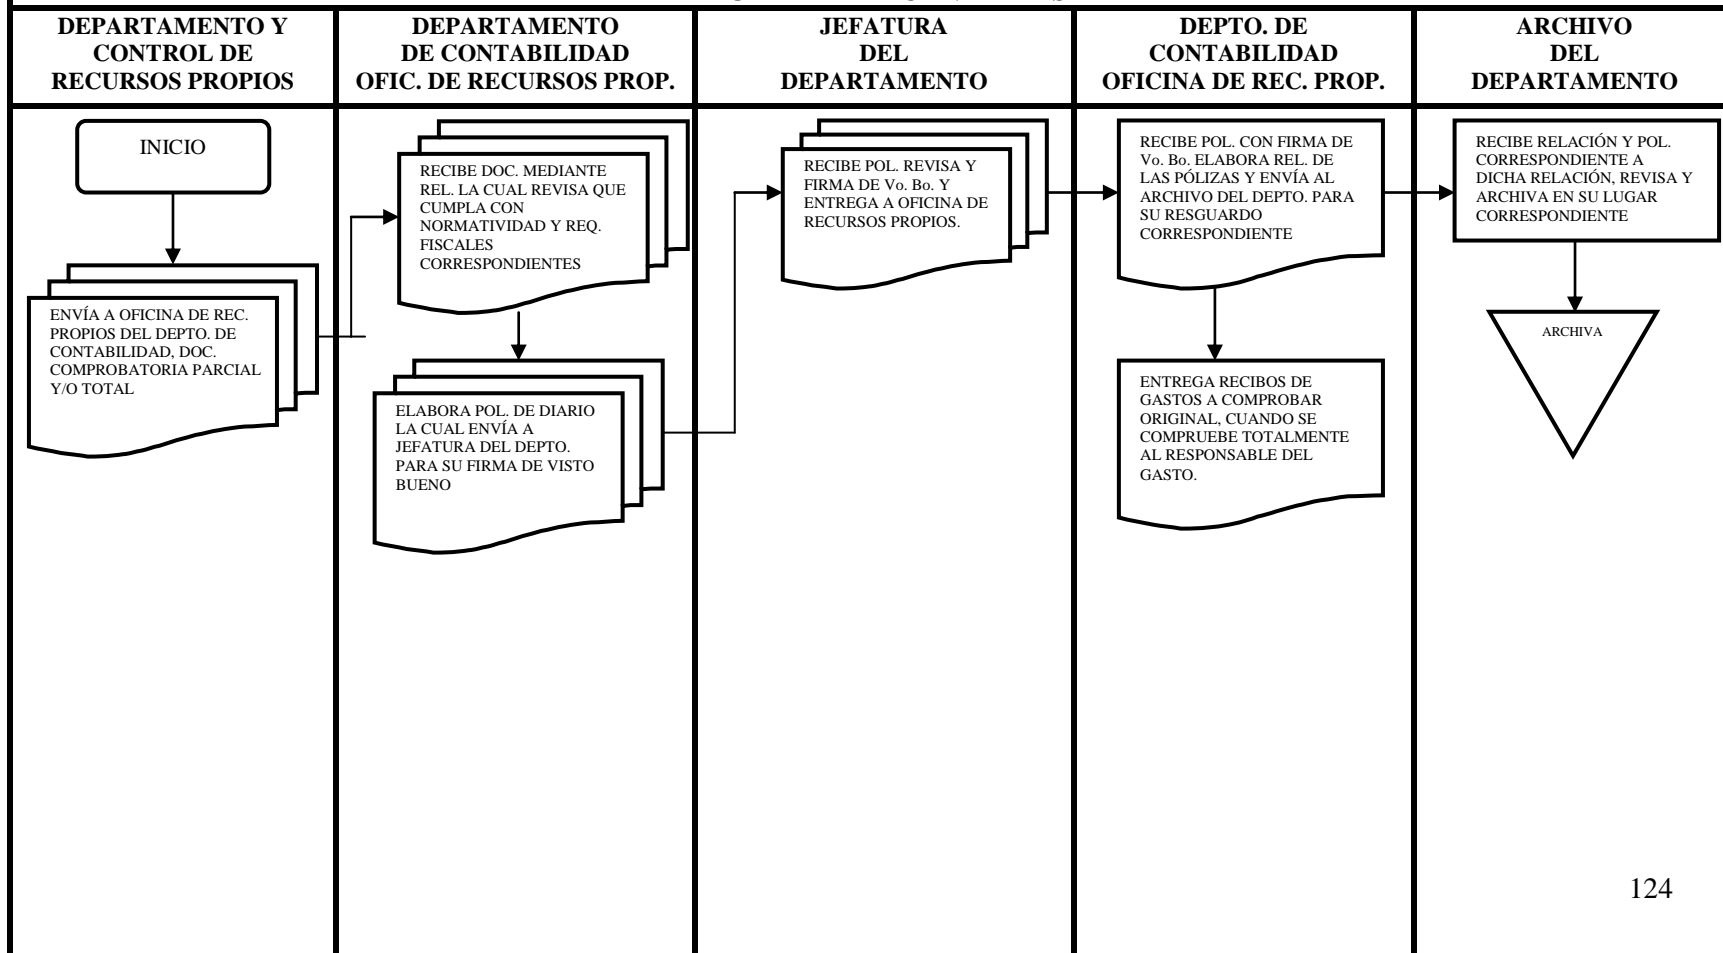 DEPARTAMENTO Y
CONTROL DE
RECURSOS PROPIOS
DEPARTAMENTO
DE CONTABILIDAD
OFIC. DE RECURSOS PROP.
JEFATURA
DEL
DEPARTAMENTO
DEPTO. DE
CONTABILIDAD
OFICINA DE REC. PROP.
ARCHIVO
DEL
DEPARTAMENTO
INICIO
ENVÍA A OFICINA DE REC.
PROPIOS DEL DEPTO. DE
CONTABILIDAD, DOC.
COMPROBATORIA PARCIAL
Y/O TOTAL
RECIBE DOC. MEDIANTE
REL. LA CUAL REVISA QUE
CUMPLA CON
NORMATIVIDAD Y REQ.
FISCALES
CORRESPONDIENTES
ELABORA POL. DE DIARIO
LA CUAL ENVÍA A
JEFATURA DEL DEPTO.
PARA SU FIRMA DE VISTO
BUENO
RECIBE POL. REVISA Y
FIRMA DE Vo. Bo. Y
ENTREGA A OFICINA DE
RECURSOS PROPIOS.
RECIBE POL. CON FIRMA DE
Vo. Bo. ELABORA REL. DE
LAS PÓLIZAS Y ENVÍA AL
ARCHIVO DEL DEPTO. PARA
SU RESGUARDO
CORRESPONDIENTE
ENTREGA RECIBOS DE
GASTOS A COMPROBAR
ORIGINAL, CUANDO SE
COMPRUEBE TOTALMENTE
AL RESPONSABLE DEL
GASTO.
RECIBE RELACIÓN Y POL.
CORRESPONDIENTE A
DICHA RELACIÓN, REVISA Y
ARCHIVA EN SU LUGAR
CORRESPONDIENTE
ARCHIVA
124